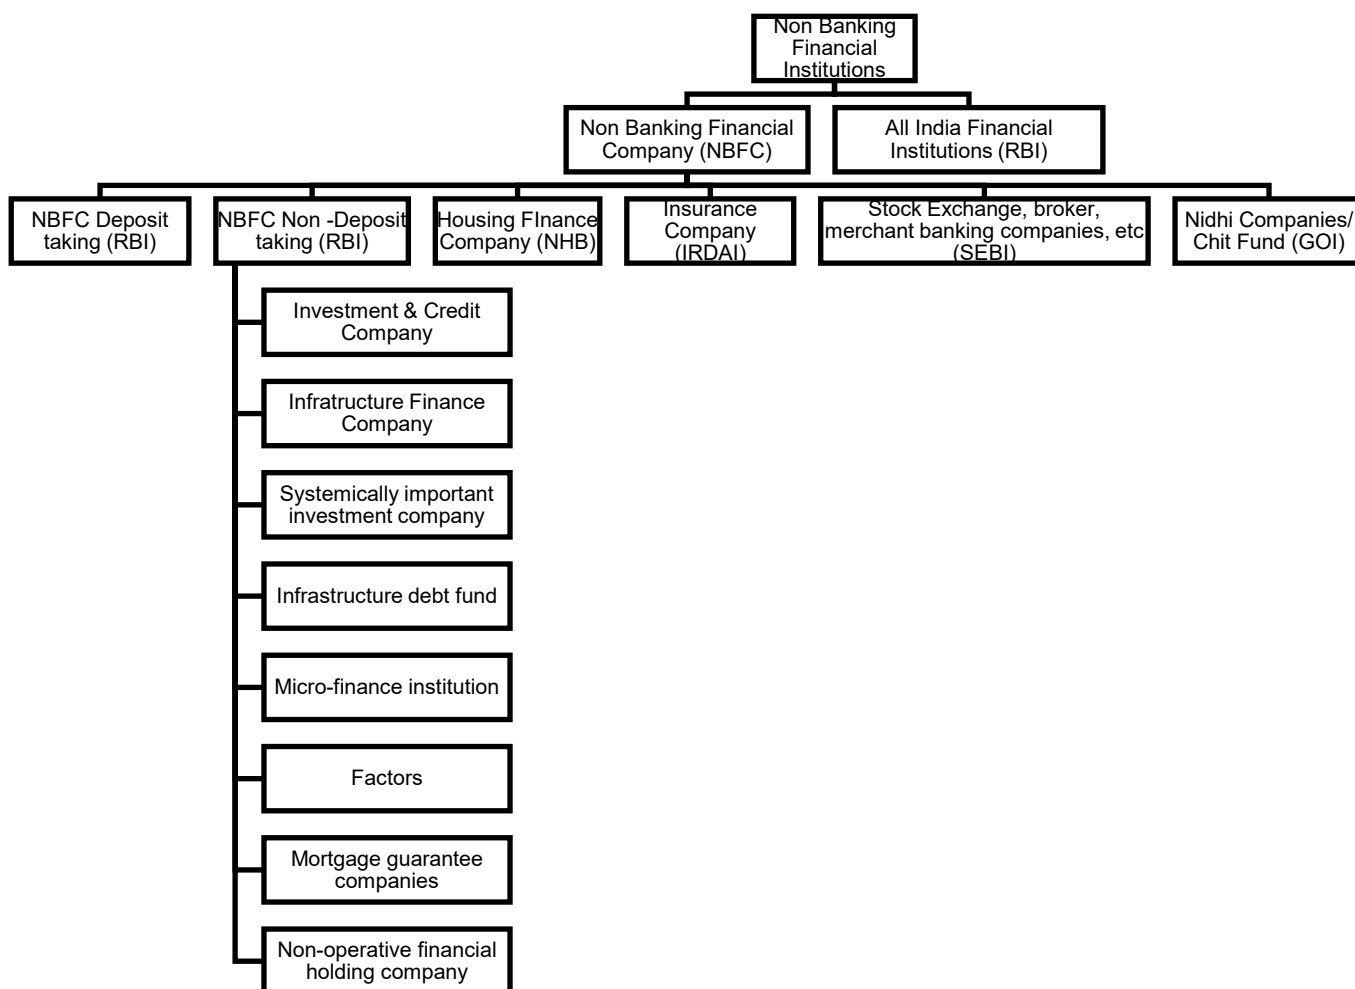 Non Banking
Financial
Institutions
Non Banking Financial
Company (NBFC)
All India Financial
Institutions (RBI)
NBFC Deposit
taking (RBI)
NBFC Non -Deposit
taking (RBI)
Housing FInance
Company (NHB)
Insurance
Company
(IRDAI)
Stock Exchange, broker,
merchant banking companies, etc
(SEBI)
Nidhi Companies/
Chit Fund (GOI)
Investment & Credit
Company
Infratructure Finance
Company
Systemically important
investment company
Infrastructure debt fund
Micro-finance institution
Factors
Mortgage guarantee
companies
Non-operative financial
holding company